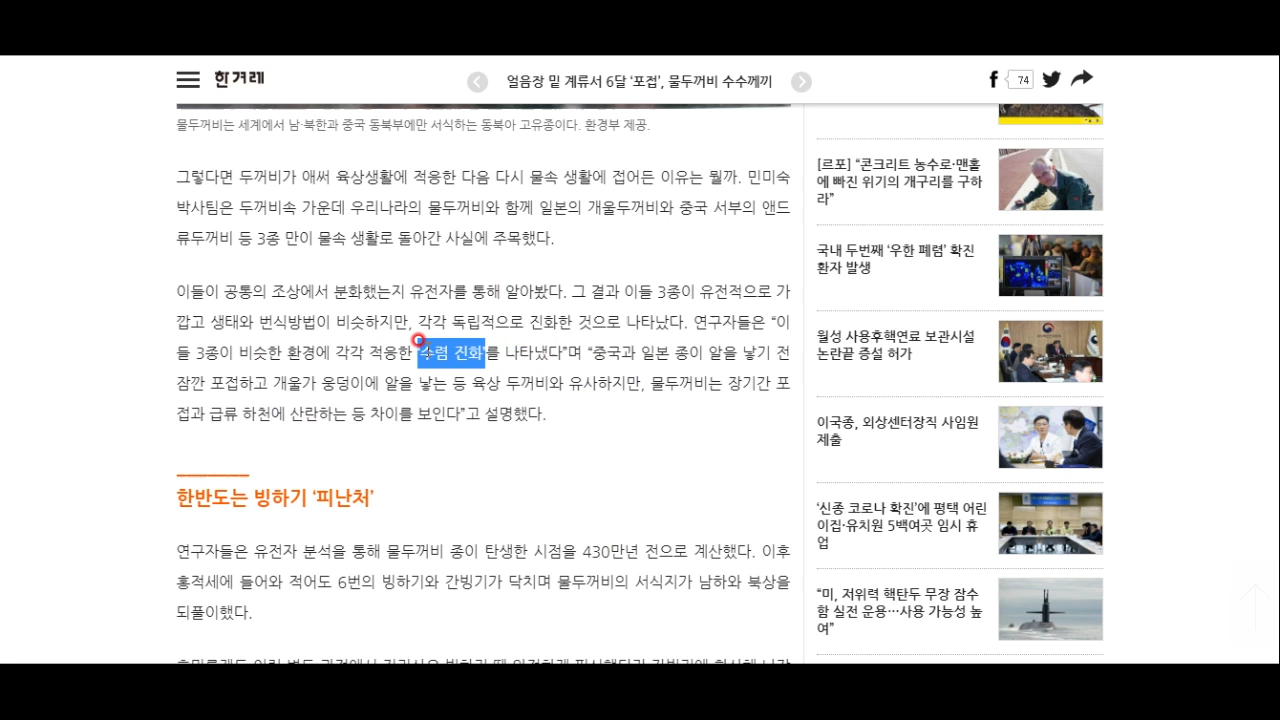 한겨레
얼음장 밑 계류서 6달 ‘포접’, 물두꺼비 수수께끼
74
물두꺼비는 세계에서 남·북한과 중국 동북부에만 서식하는 동북아 고유종이다. 환경부 제공.
그렇다면 두꺼비가 애써 육상생활에 적응한 다음 다시 물속 생활에 접어든 이유는 뭘까. 민미숙
박사팀은 두꺼비속 가운데 우리나라의 물두꺼비와 함께 일본의 개울두꺼비와 중국 서부의 앤드
류두꺼비 등 3종 만이 물속 생활로 돌아간 사실에 주목했다.
이들이 공통의 조상에서 분화했는지 유전자를 통해 알아봤다. 그 결과 이들 3종이 유전적으로 가
깝고 생태와 번식방법이 비슷하지만, 각각 독립적으로 진화한 것으로 나타났다. 연구자들은 “이
들 3종이 비슷한 환경에 각각 적응한 ‘수렴 진화’를 나타냈다”며 “중국과 일본 종이 알을 낳기 전
잠깐 포접하고 개울가 웅덩이에 알을 낳는 등 육상 두꺼비와 유사하지만, 물두꺼비는 장기간 포
접과 급류 하천에 산란하는 등 차이를 보인다”고 설명했다.
한반도는 빙하기 ‘피난처’
연구자들은 유전자 분석을 통해 물두꺼비 종이 탄생한 시점을 430만년 전으로 계산했다. 이후
홍적세에 들어와 적어도 6번의 빙하기와 간빙기가 닥치며 물두꺼비의 서식지가 남하와 북상을
되풀이했다.
[르포] “콘크리트 농수로·맨홀
에 빠진 위기의 개구리를 구하
라”
국내 두번째 ‘우한 폐렴’ 확진
환자 발생
월성 사용후핵연료 보관시설
논란끝 증설 허가
이국종, 외상센터장직 사임원
제출
‘신종 코로나 확진’에 평택 어린
이집·유치원 5백여곳 임시 휴
업
“미, 저위력 핵탄두 무장 잠수
함 실전 운용…사용 가능성 높
여”